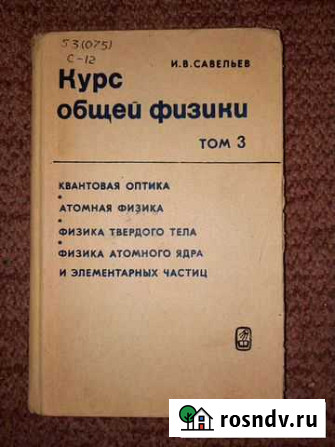 53(075)
С-12
И.В.САВЕЛЬЕВ
Курс
общей физики
ТОМ 3
КВАНТОВАЯ ОПТИКА
АТОМНАЯ ФИЗИКА
ФИЗИКА ТВЕРДОГО ТЕЛА
ФИЗИКА АТОМНОГО ЯДРА
И ЭЛЕМЕНТАРНЫХ ЧАСТИЦ
rosndv.ru